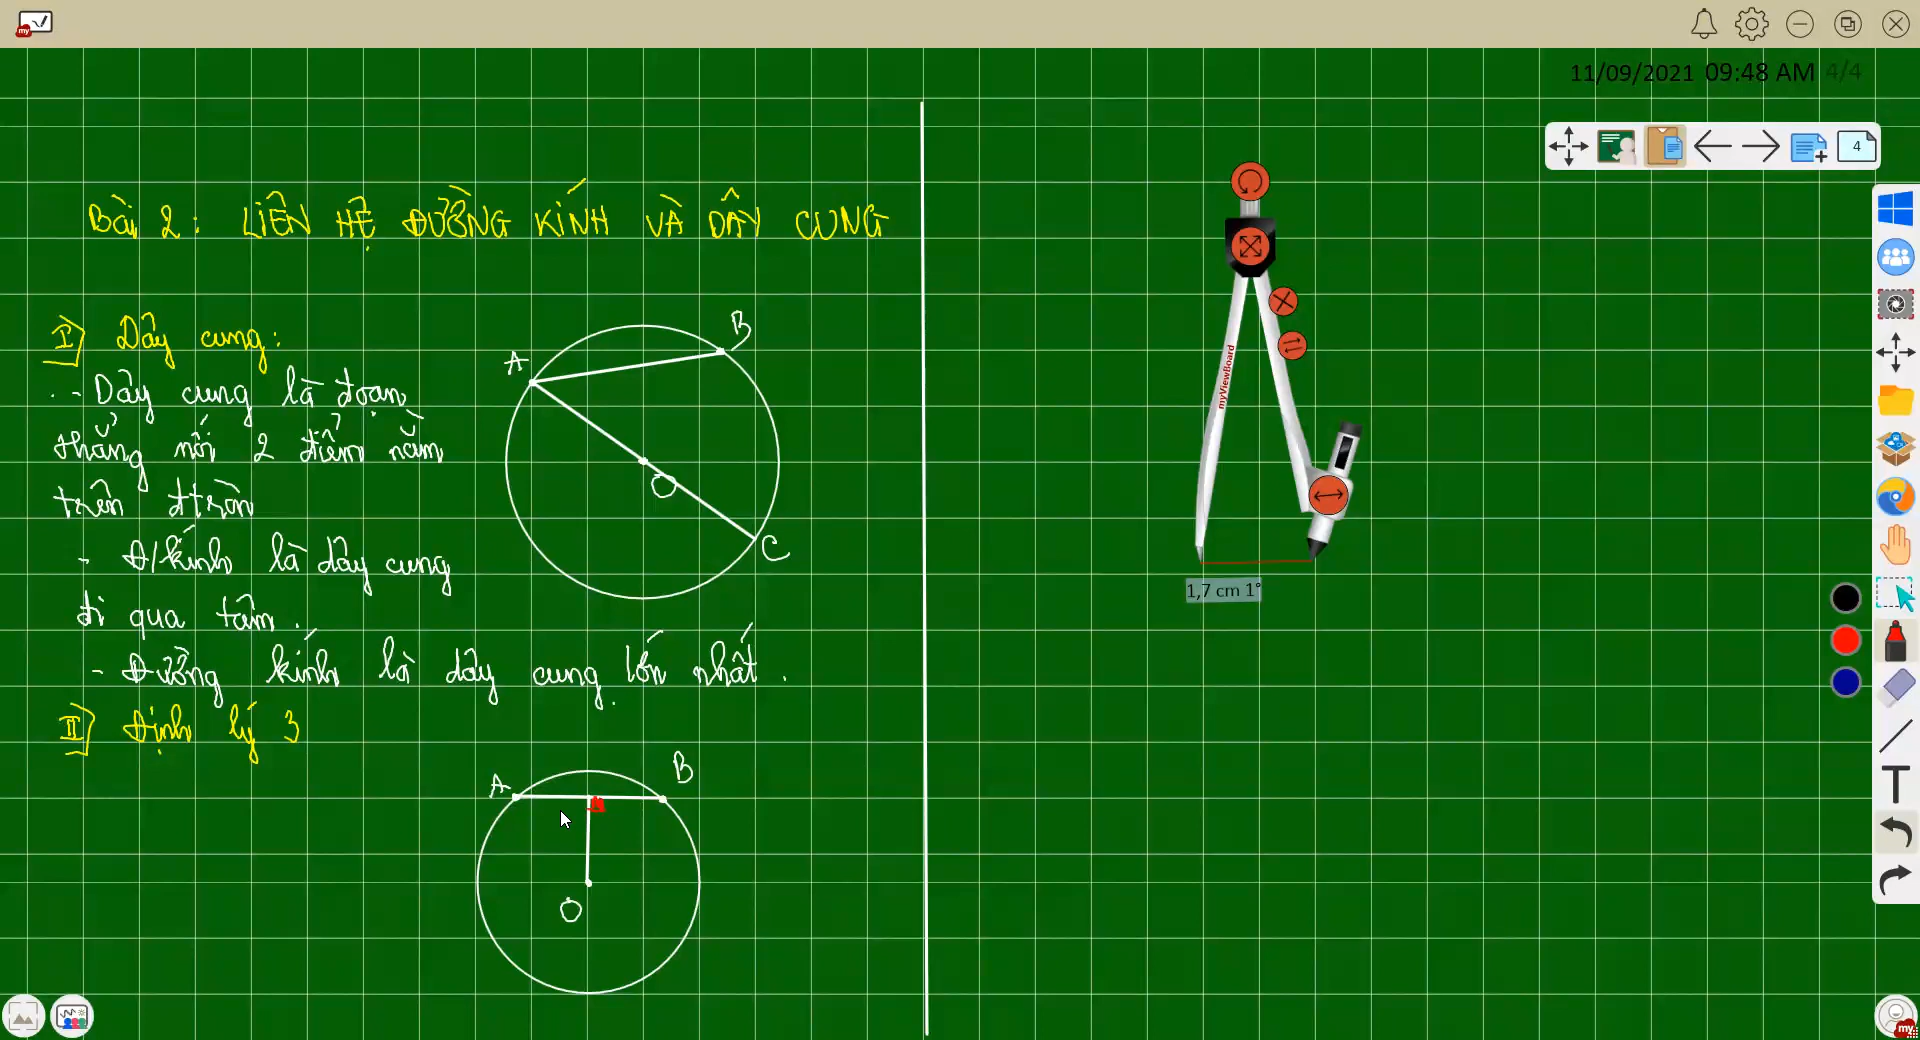 11/09/2021 09:48 AM 4/4
4
Bài 2: LIÊN HỆ ĐƯỜNG KÍNH VÀ DÂY CUNG
I] Dây cung:
- Dây cung là đoạn
thẳng nối 2 điểm nằm
trên đtròn
- Đ/kính là dây cung
đi qua tâm.
- Đường kính là dây cung lớn nhất.
II] Định lý 3
A
B
O
C
A
B
O
myViewBoard
1,7 cm 1°
my
my